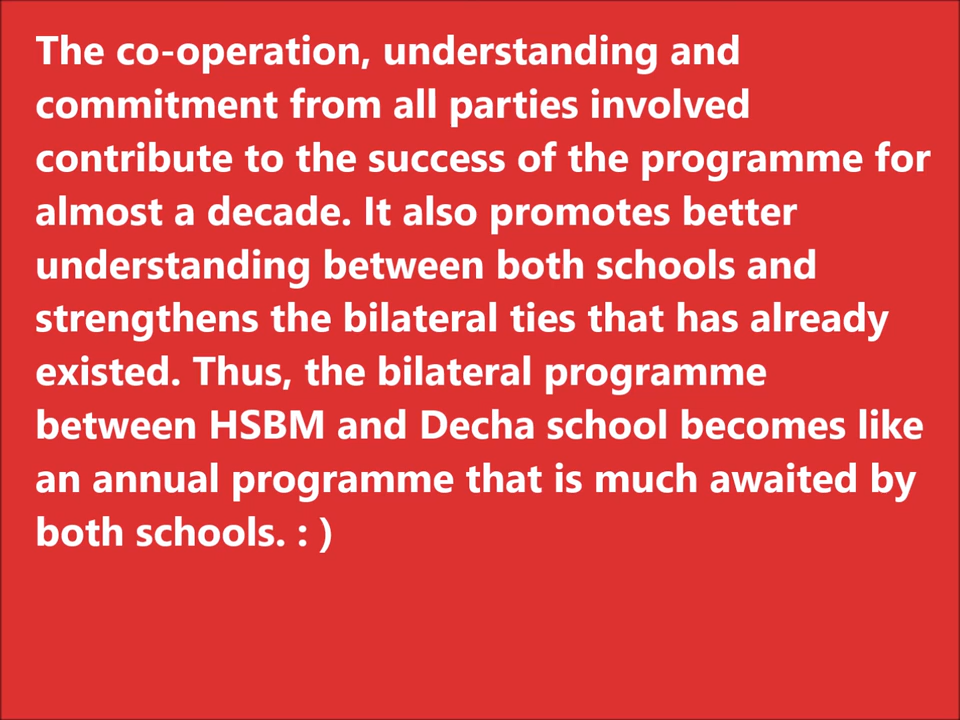 The co-operation, understanding and
commitment from all parties involved
contribute to the success of the programme for
almost a decade. It also promotes better
understanding between both schools and
strengthens the bilateral ties that has already
existed. Thus, the bilateral programme
between HSBM and Decha school becomes like
an annual programme that is much awaited by
both schools. : )